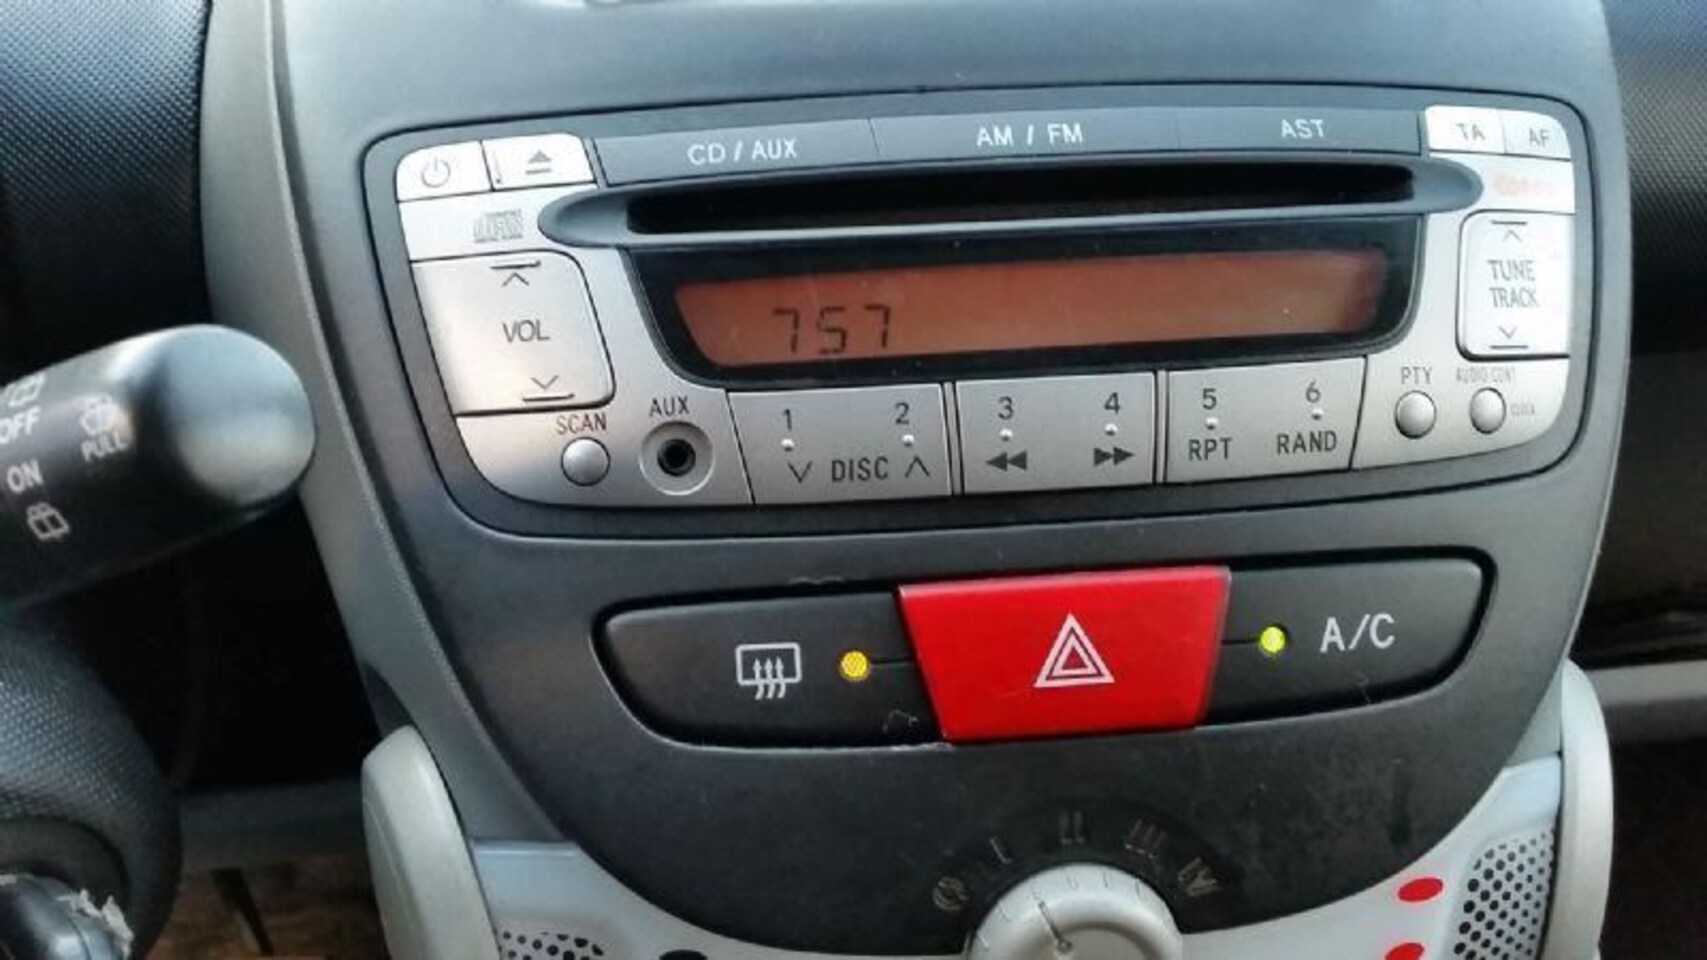 CD / AUX
AM / FM
AST
TA
AF
VOL
757
TUNE
TRACK
SCAN
AUX
1
2
DISC
3
4
5
RPT
6
RAND
PTY
AUDIO CONT
CLOCK
OFF
ON
PULL
A/C